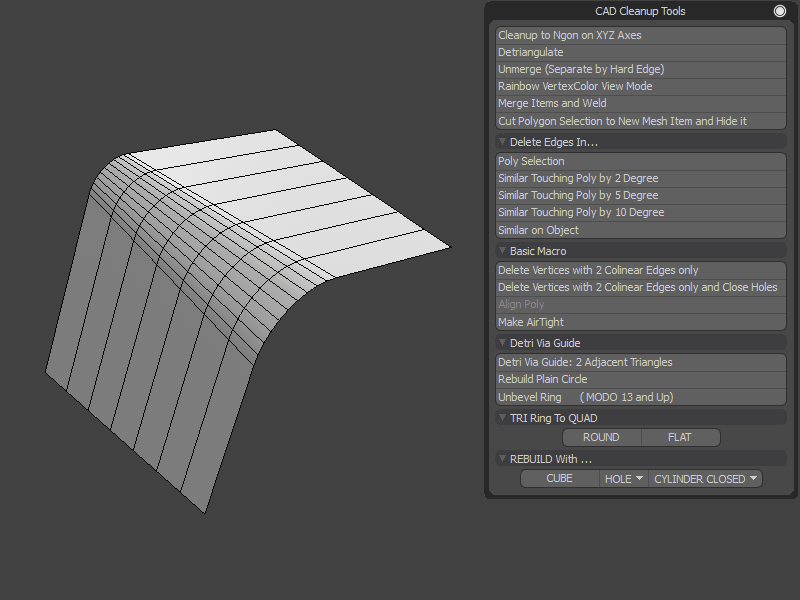 CAD Cleanup Tools
Cleanup to Ngon on XYZ Axes
Detriangulate
Unmerge (Separate by Hard Edge)
Rainbow VertexColor View Mode
Merge Items and Weld
Cut Polygon Selection to New Mesh Item and Hide it
Delete Edges In...
Poly Selection
Similar Touching Poly by 2 Degree
Similar Touching Poly by 5 Degree
Similar Touching Poly by 10 Degree
Similar on Object
Basic Macro
Delete Vertices with 2 Colinear Edges only
Delete Vertices with 2 Colinear Edges only and Close Holes
Align Poly
Make AirTight
Detri Via Guide
Detri Via Guide: 2 Adjacent Triangles
Rebuild Plain Circle
Unbevel Ring (MODO 13 and Up)
TRI Ring To QUAD
ROUND FLAT
REBUILD With ...
CUBE HOLE CYLINDER CLOSED